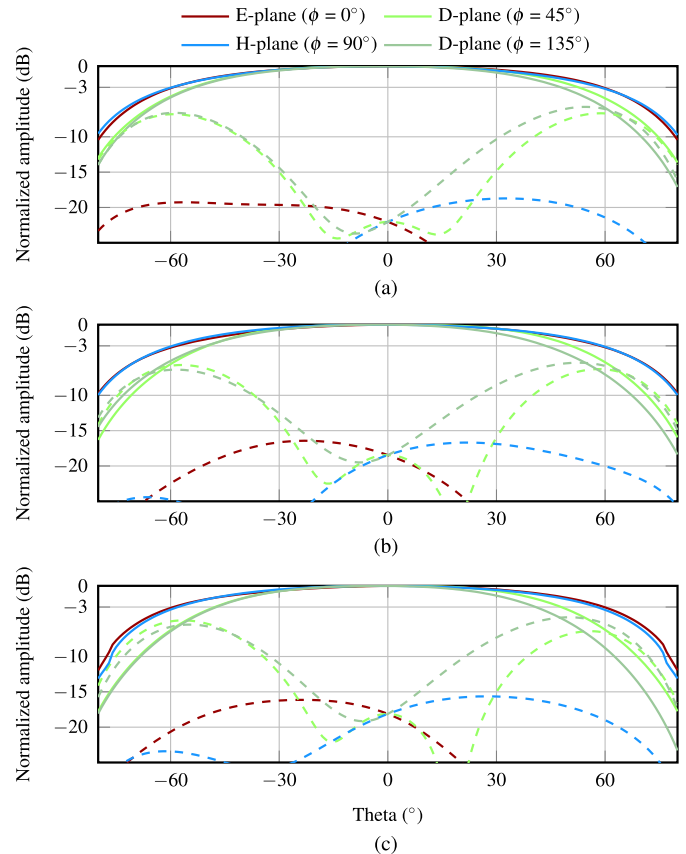 E-plane (ϕ = 0°)
D-plane (ϕ = 45°)
H-plane (ϕ = 90°)
D-plane (ϕ = 135°)
Normalized amplitude (dB)
0
−3
−10
−15
−20
−60
−30
0
30
60
(a)
Normalized amplitude (dB)
0
−3
−10
−15
−20
−60
−30
0
30
60
(b)
Normalized amplitude (dB)
0
−3
−10
−15
−20
−60
−30
0
30
60
Theta (°)
(c)